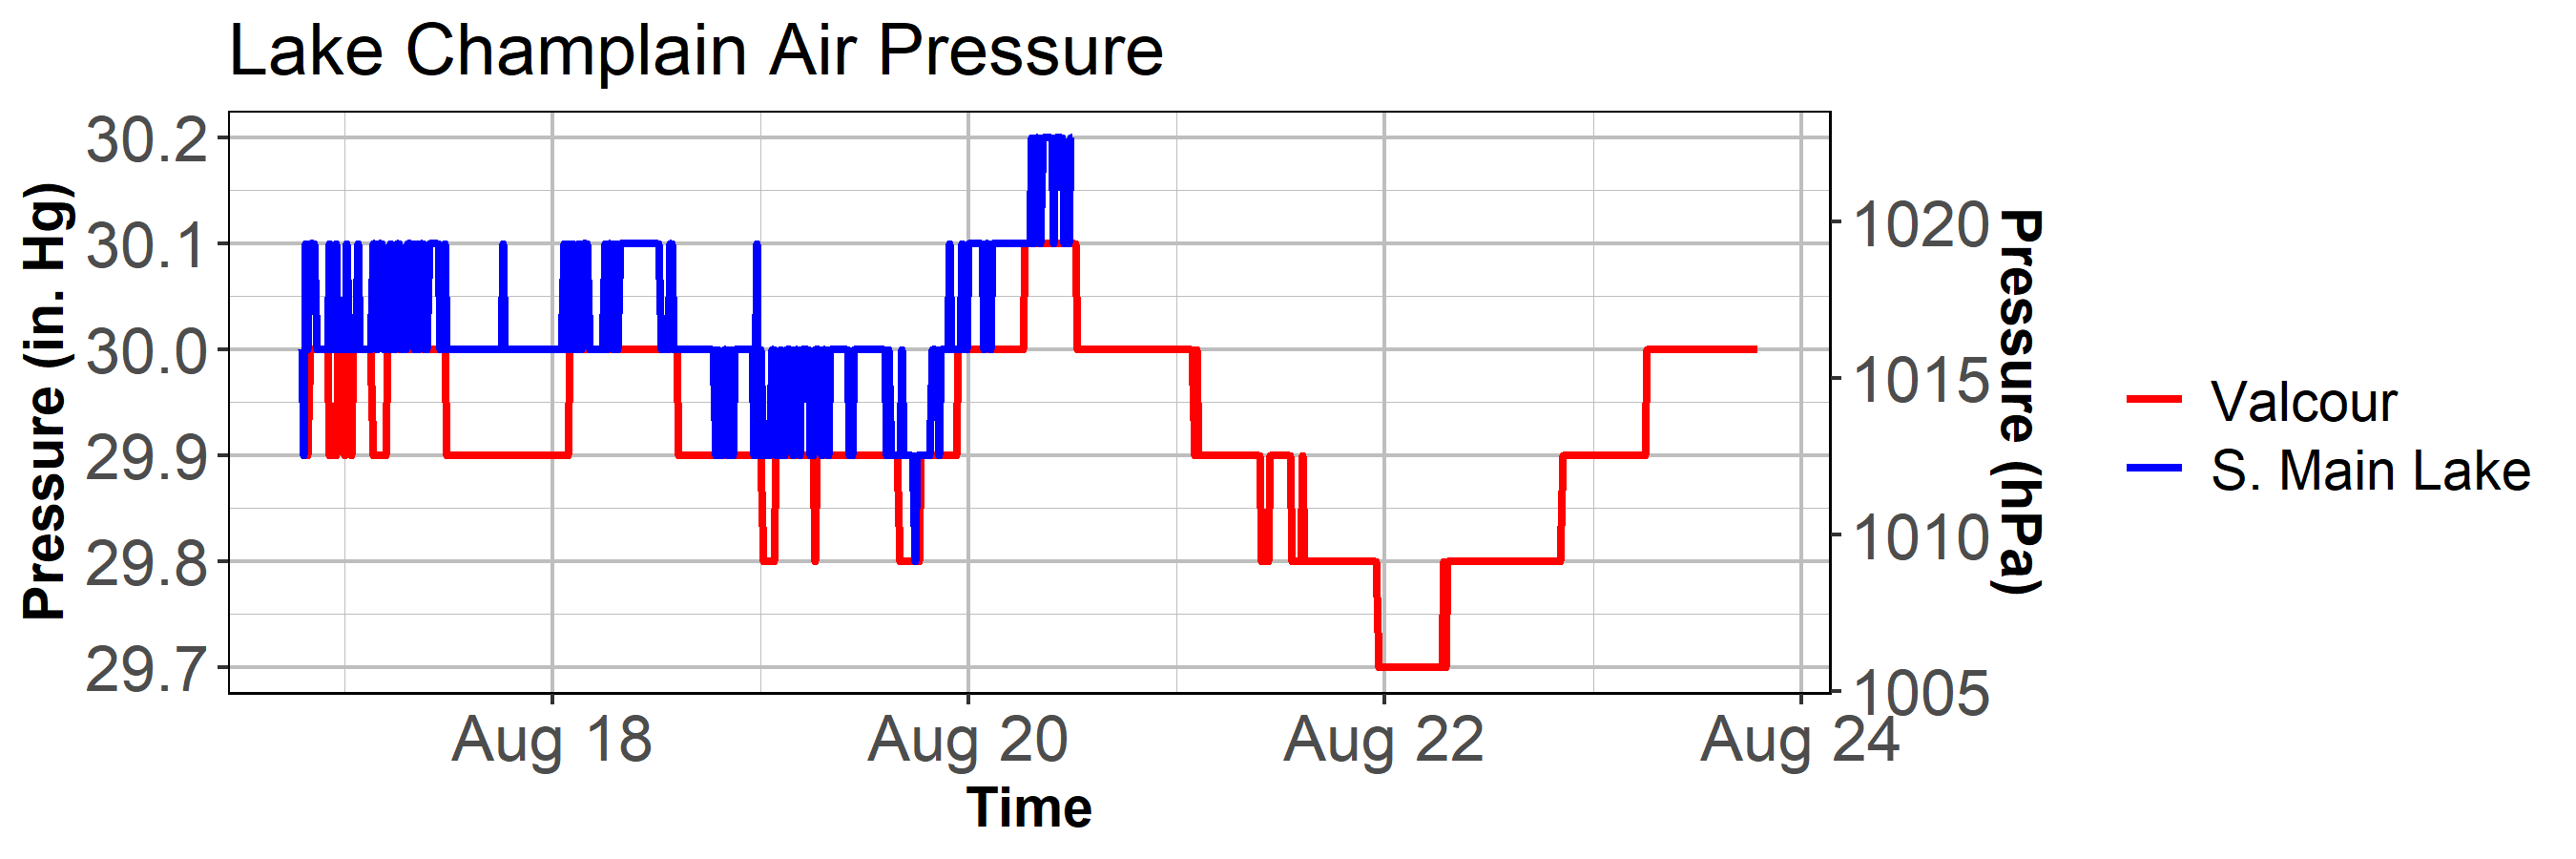 Lake Champlain Air Pressure
Pressure (in. Hg)
30.2
30.1
30.0
29.9
29.8
29.7
1020
1015
1010
1005
Pressure (hPa)
Aug 18
Aug 20
Aug 22
Aug 24
Time
Valcour
S. Main Lake